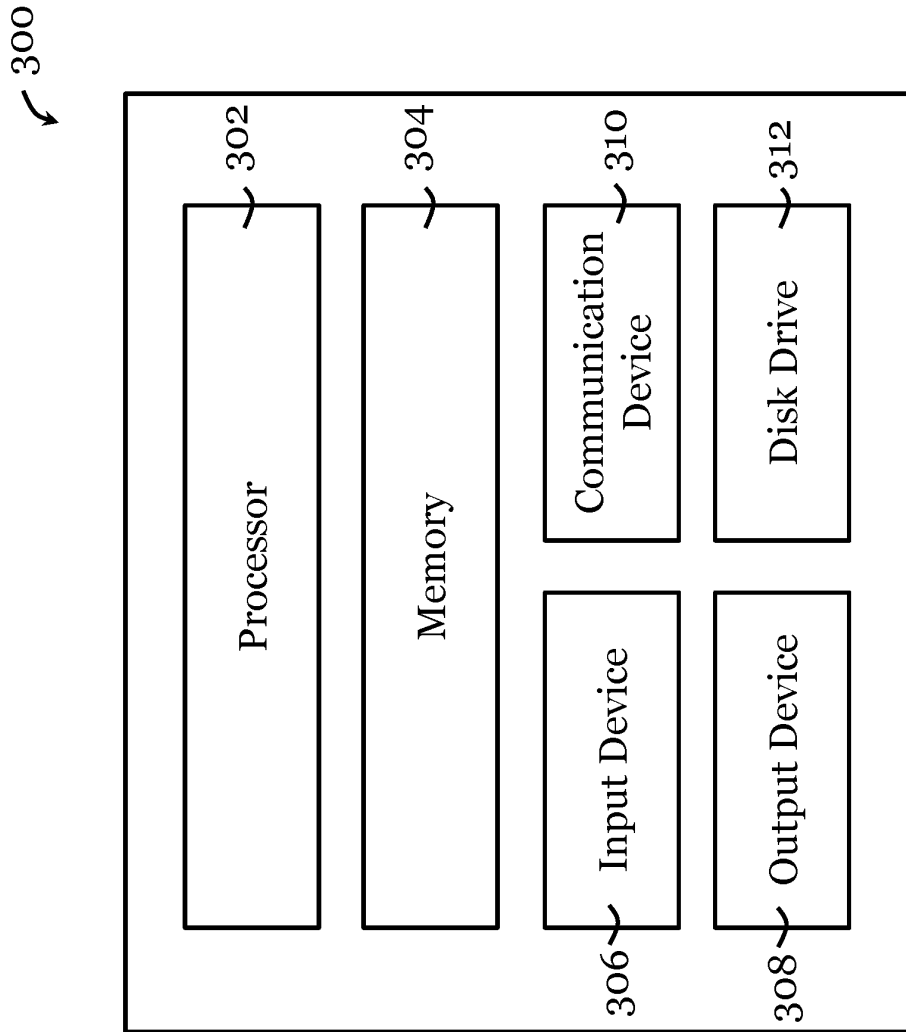 300
Processor
302
Memory
304
306
Input Device
Communication
Device
310
308
Output Device
Disk Drive
312